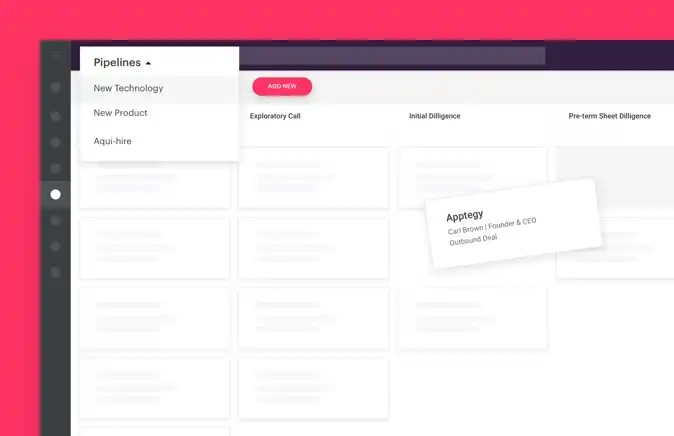 Pipelines
New Technology
New Product
Aqui-hire
ADD NEW
Exploratory Call
Initial Dilligence
Pre-term Sheet Dilligence
Apptegy
Carl Brown | Founder & CEO
Outbound Deal